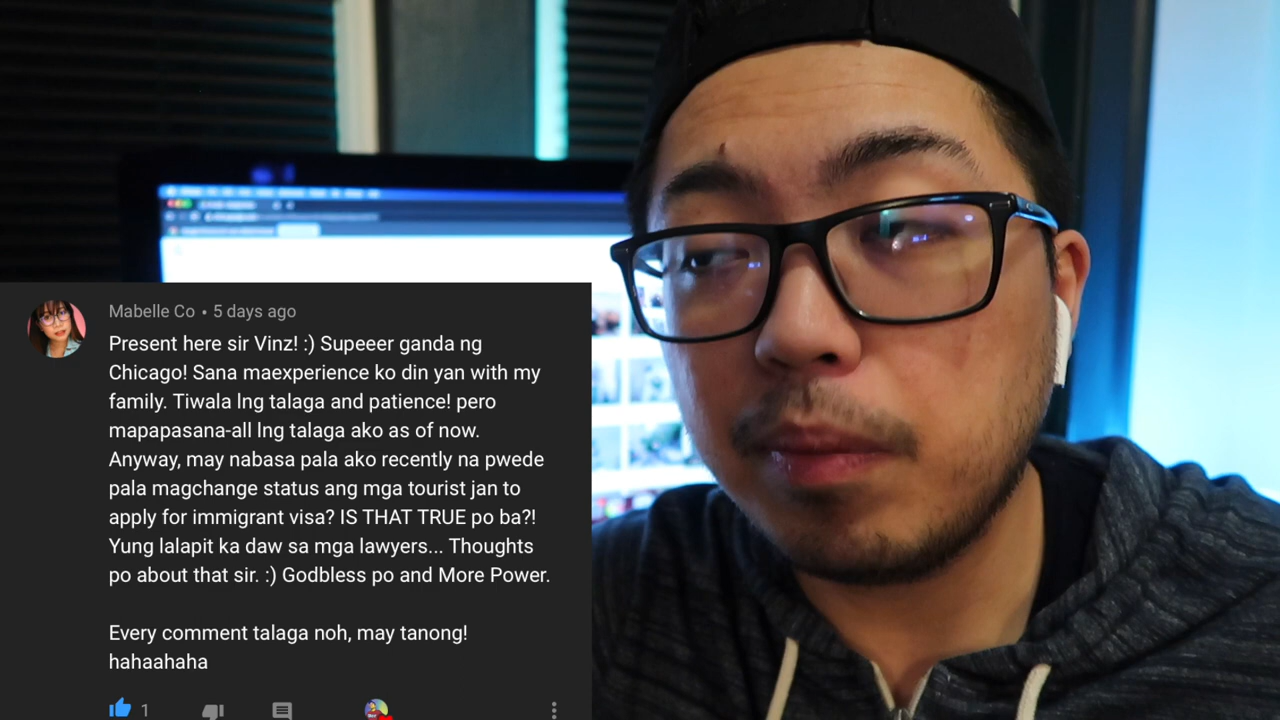 Mabelle Co • 5 days ago
Present here sir Vinz! :) Supeeer ganda ng
Chicago! Sana maexperience ko din yan with my
family. Tiwala lng talaga and patience! pero
mapapasana-all lng talaga ako as of now.
Anyway, may nabasa pala ako recently na pwede
pala magchange status ang mga tourist jan to
apply for immigrant visa? IS THAT TRUE po ba?!
Yung lalapit ka daw sa mga lawyers... Thoughts
po about that sir. :) Godbless po and More Power.
Every comment talaga noh, may tanong!
hahaahaha
1